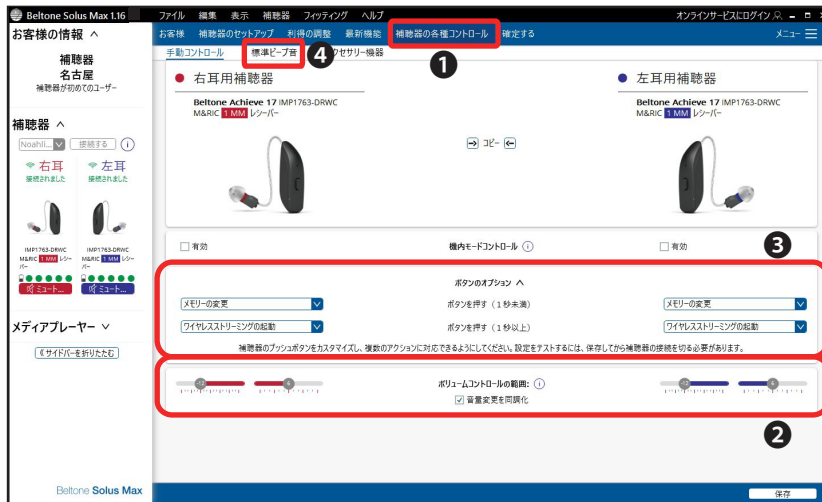 Beltone Solus Max 1.16
ファイル 編集 表示 補聴器 フィッティング ヘルプ
オンラインサービスにログイン
お客様の情報
お客様 補聴器のセットアップ 利得の調整 最新機能 補聴器の各種コントロール 確定する
メニュー
手動コントロール 標準ビープ音 クセサリー機器
❹
❶
補聴器
名古屋
補聴器が初めてのユーザー
右耳用補聴器
Beltone Achieve 17 IMP1763-DRWC
M&RIC 1 MM レシーバー
コピー
左耳用補聴器
Beltone Achieve 17 IMP1763-DRWC
M&RIC 1 MM レシーバー
補聴器
Noahli... 接続する
右耳
接続されました
左耳
接続されました
IMP1763-DRWC
M&RIC 1 MM レシー
バー
IMP1763-DRWC
M&RIC 1 MM レシー
バー
ミュート...
ミュート...
メディアプレーヤー
《 サイドバーを折りたたむ
有効 機内モードコントロール 有効
❸
ボタンのオプション
メモリーの変更 ボタンを押す（1秒未満） メモリーの変更
ワイヤレスストリーミングの起動 ボタンを押す（1秒以上） ワイヤレスストリーミングの起動
補聴器のプッシュボタンをカスタマイズし、複数のアクションに対応できるようにしてください。設定をテストするには、保存してから補聴器の接続を切る必要があります。
-12 6 ボリュームコントロールの範囲: -12 6
音量変更を同調化
❷
Beltone Solus Max
保存